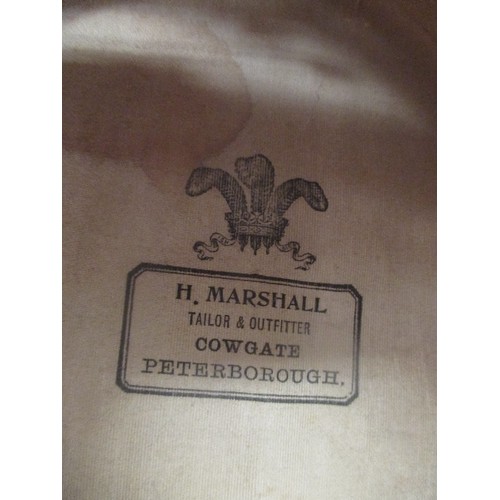 H. MARSHALL
TAILOR & OUTFITTER
COWGATE
PETERBOROUGH.